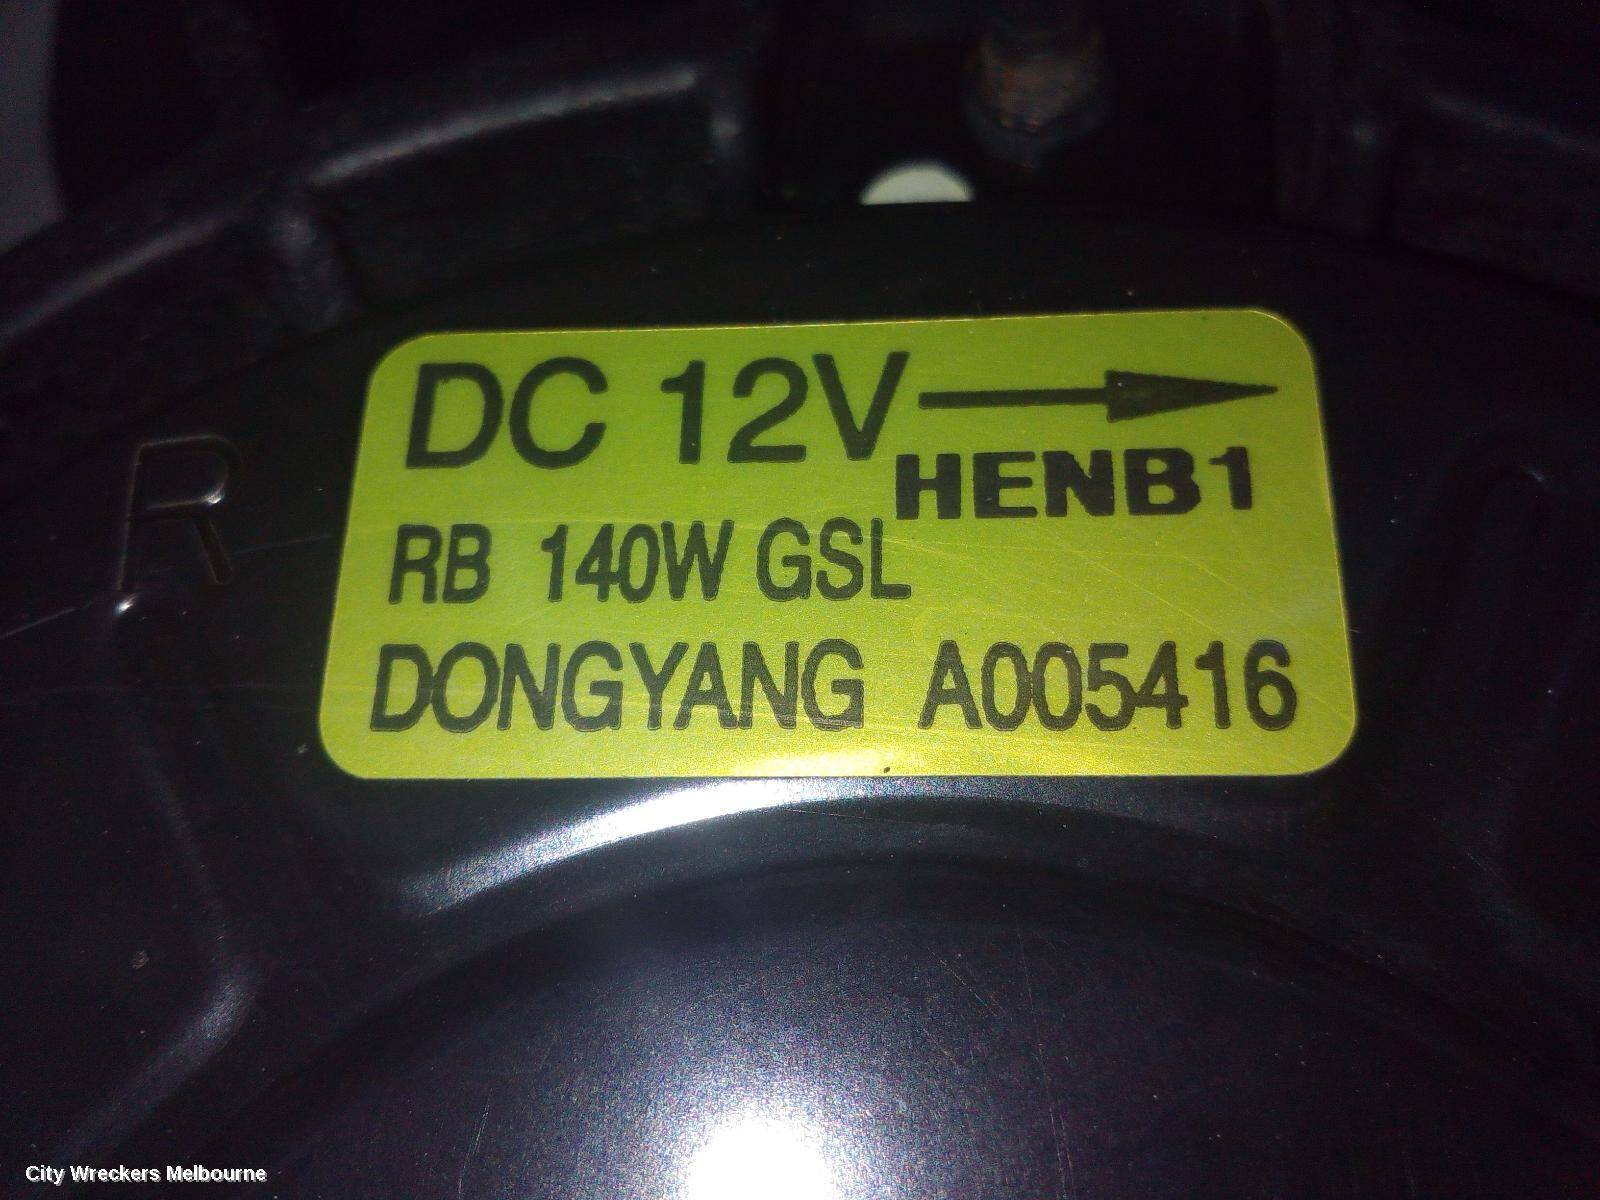 DC 12V
HENB1
RB 140W GSL
DONGYANG A005416
R
City Wreckers Melbourne